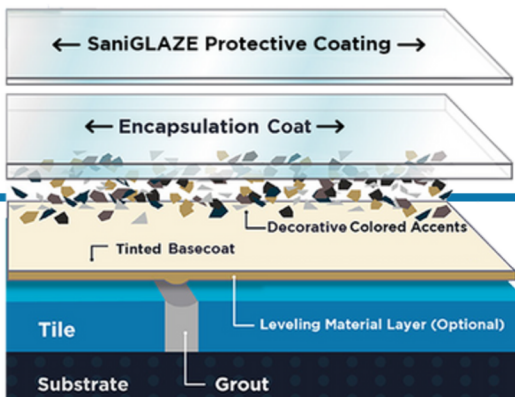 SaniGLAZE Protective Coating
Encapsulation Coat
Decorative Colored Accents
Tinted Basecoat
Leveling Material Layer (Optional)
Tile
Substrate
Grout